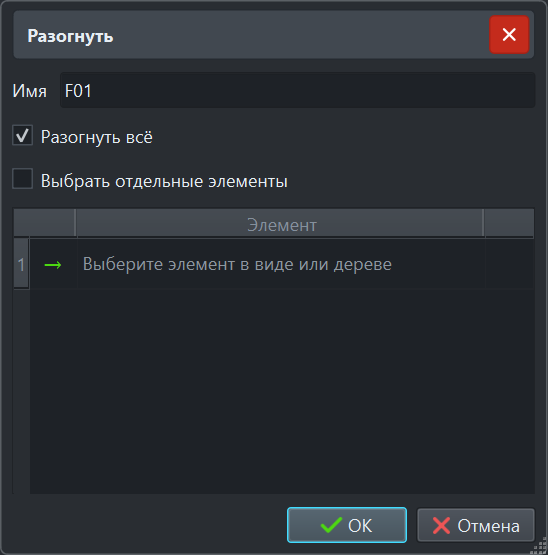 Разогнуть
Имя F01
Разогнуть всё
Выбрать отдельные элементы
Элемент
1 → Выберите элемент в виде или дереве
OK Отмена